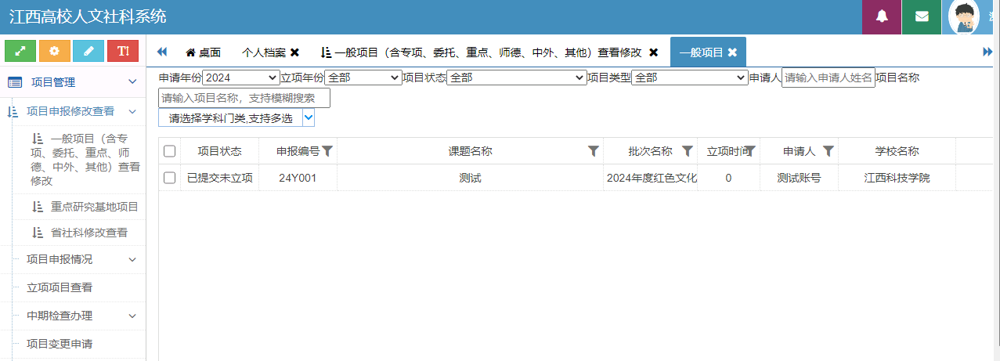 江西高校人文社科系统
T
桌面 个人档案 一般项目（含专项、委托、重点、师德、中外、其他）查看修改 一般项目
申请年份 2024 立项年份 全部 项目状态 全部 项目类型 全部 申请人 请输入申请人姓名 项目名称
请输入项目名称，支持模糊搜索
请选择学科门类,支持多选
项目状态 申报编号 课题名称 批次名称 立项时间 申请人 学校名称
已提交未立项 24Y001 测试 2024年度红色文化 0 测试账号 江西科技学院
项目管理
项目申报修改查看
一般项目（含专
项、委托、重点、师
德、中外、其他）查看
修改
重点研究基地项目
省社科修改查看
项目申报情况
立项项目查看
中期检查办理
项目变更申请